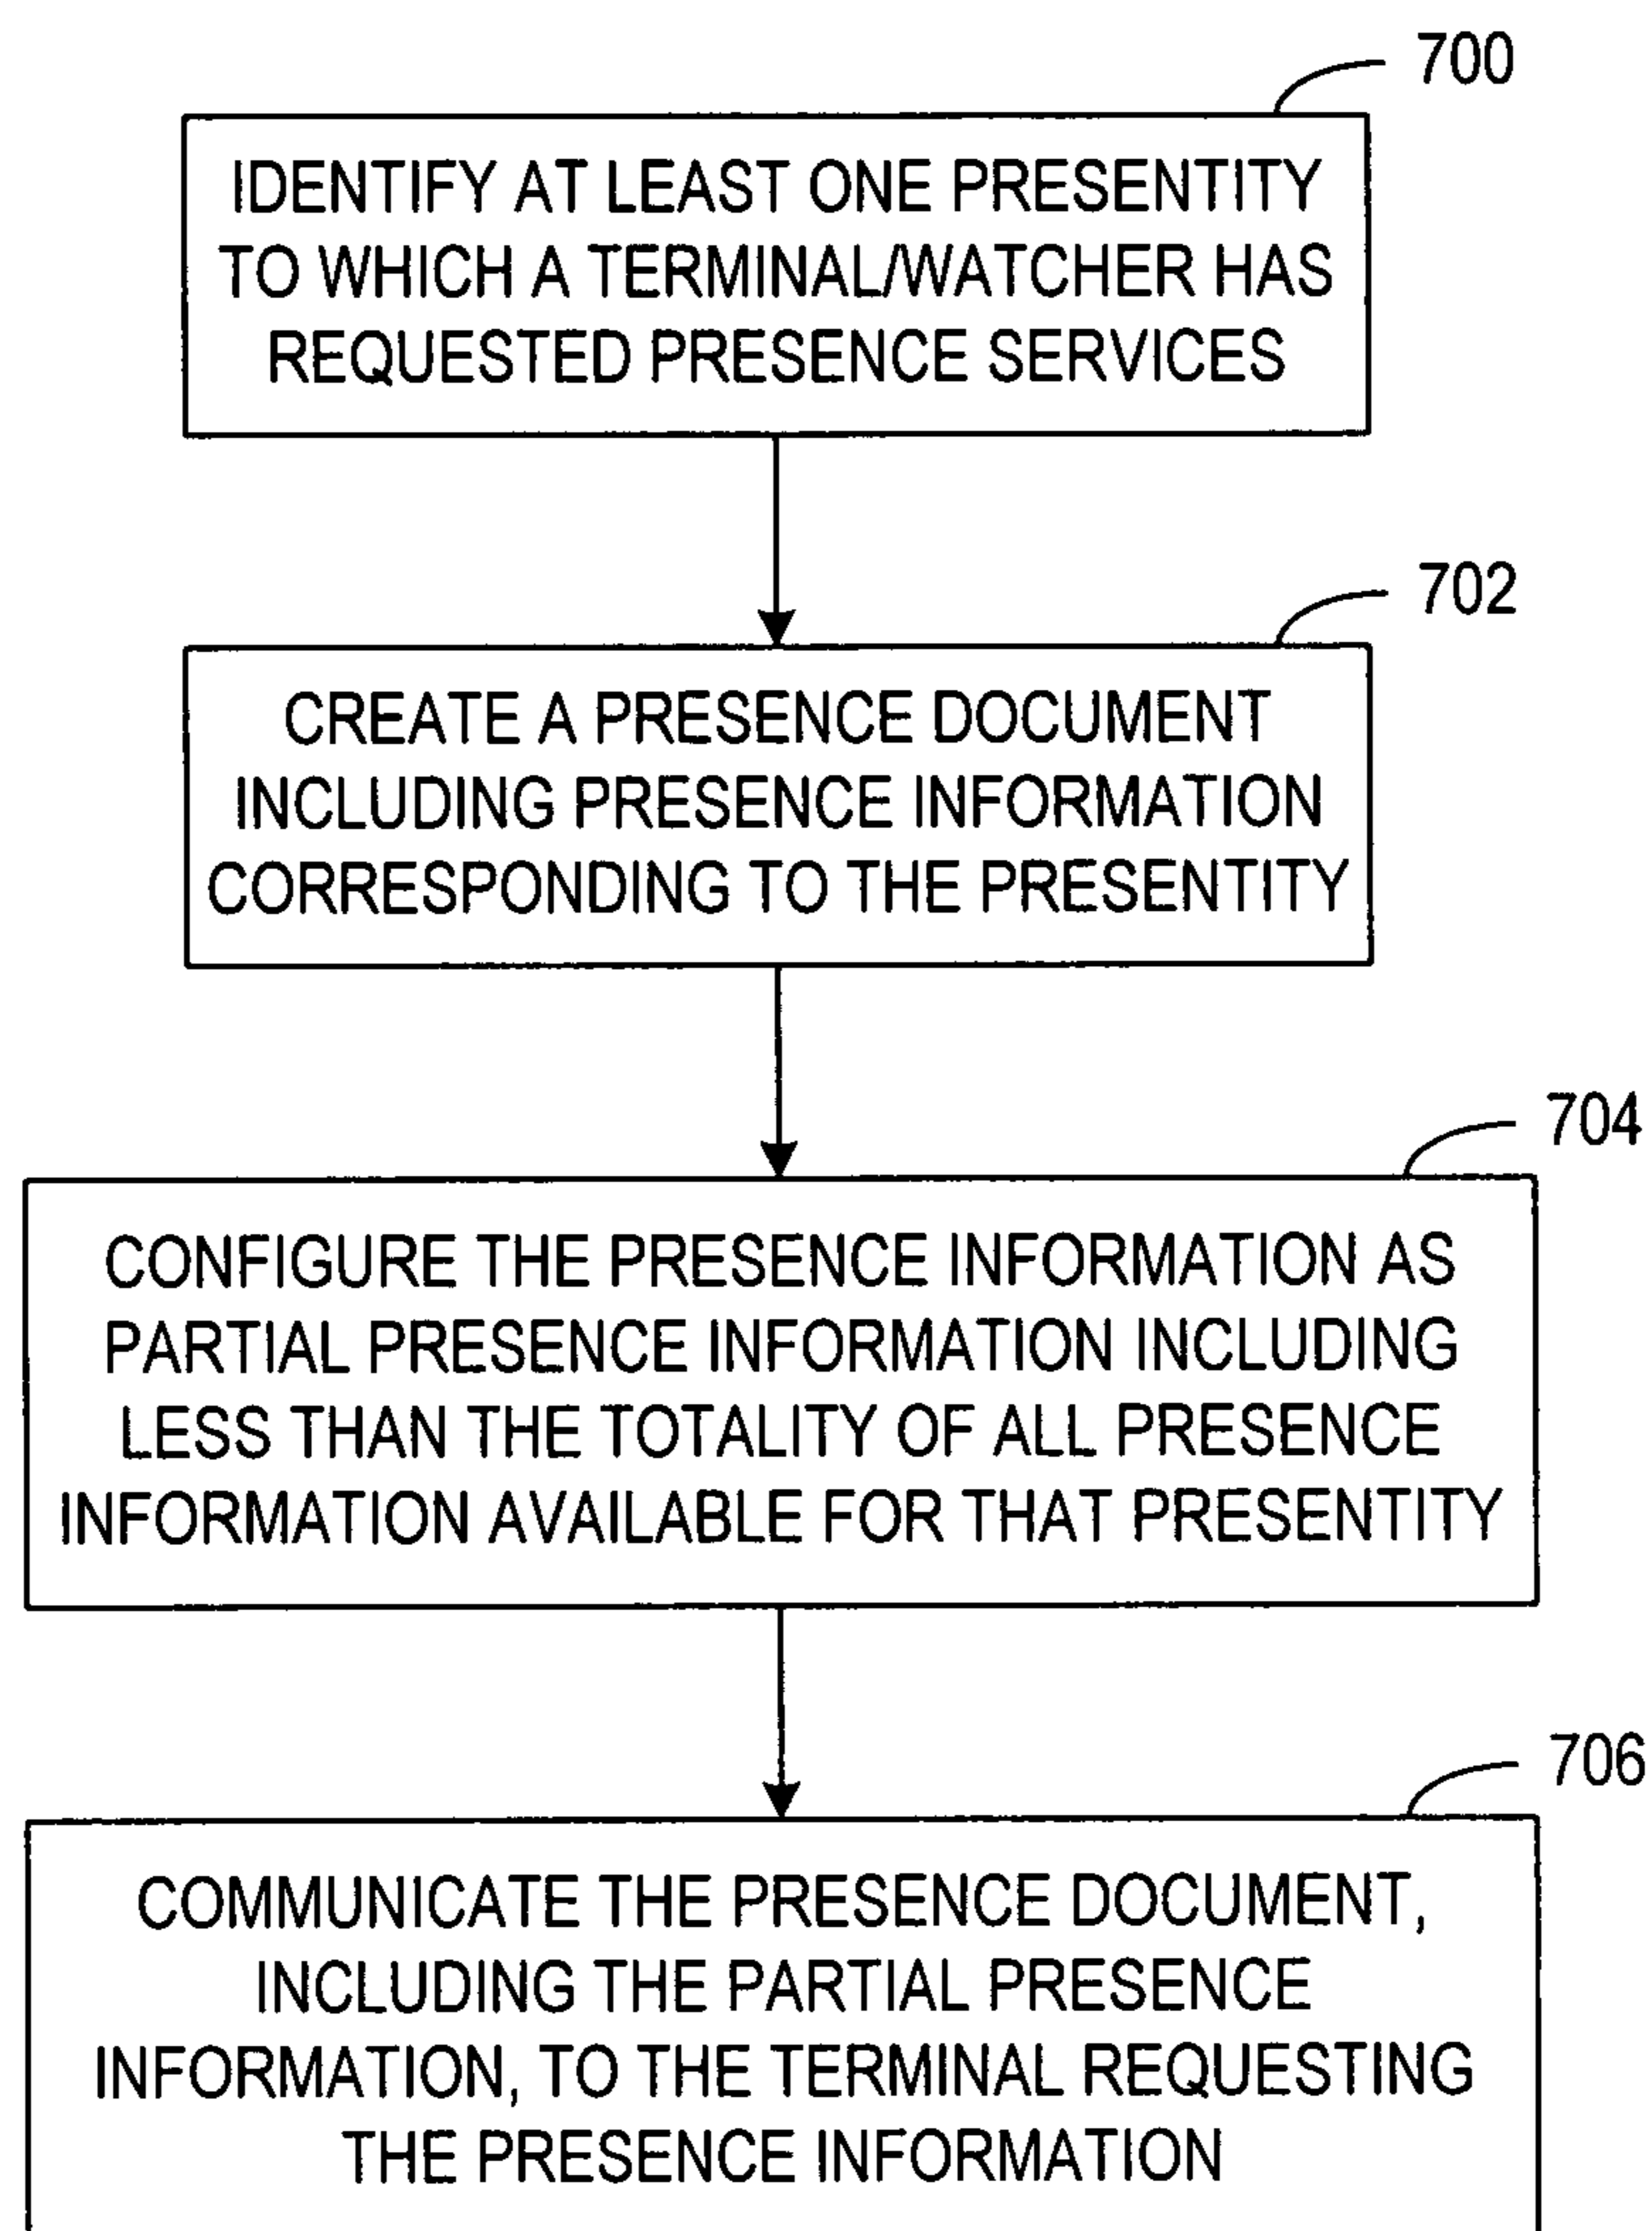 700
IDENTIFY AT LEAST ONE PRESENTITY
TO WHICH A TERMINAL/WATCHER HAS
REQUESTED PRESENCE SERVICES
702
CREATE A PRESENCE DOCUMENT
INCLUDING PRESENCE INFORMATION
CORRESPONDING TO THE PRESENTITY
704
CONFIGURE THE PRESENCE INFORMATION AS
PARTIAL PRESENCE INFORMATION INCLUDING
LESS THAN THE TOTALITY OF ALL PRESENCE
INFORMATION AVAILABLE FOR THAT PRESENTITY
706
COMMUNICATE THE PRESENCE DOCUMENT,
INCLUDING THE PARTIAL PRESENCE
INFORMATION, TO THE TERMINAL REQUESTING
THE PRESENCE INFORMATION